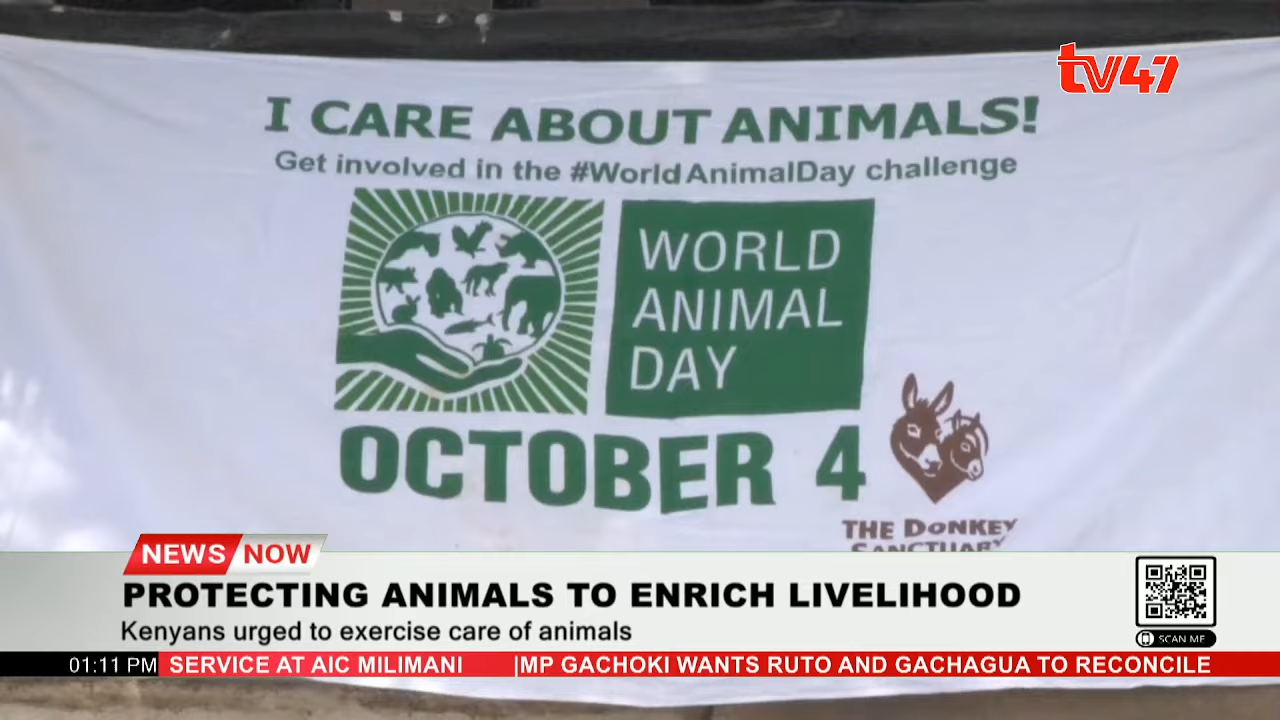 tv47
I CARE ABOUT ANIMALS!
Get involved in the #WorldAnimalDay challenge
WORLD
ANIMAL
DAY
OCTOBER 4
THE DONKEY
SANCTUARY
NEWS NOW
PROTECTING ANIMALS TO ENRICH LIVELIHOOD
Kenyans urged to exercise care of animals
SCAN ME
01:11 PM SERVICE AT AIC MILIMANI |MP GACHOKI WANTS RUTO AND GACHAGUA TO RECONCILE